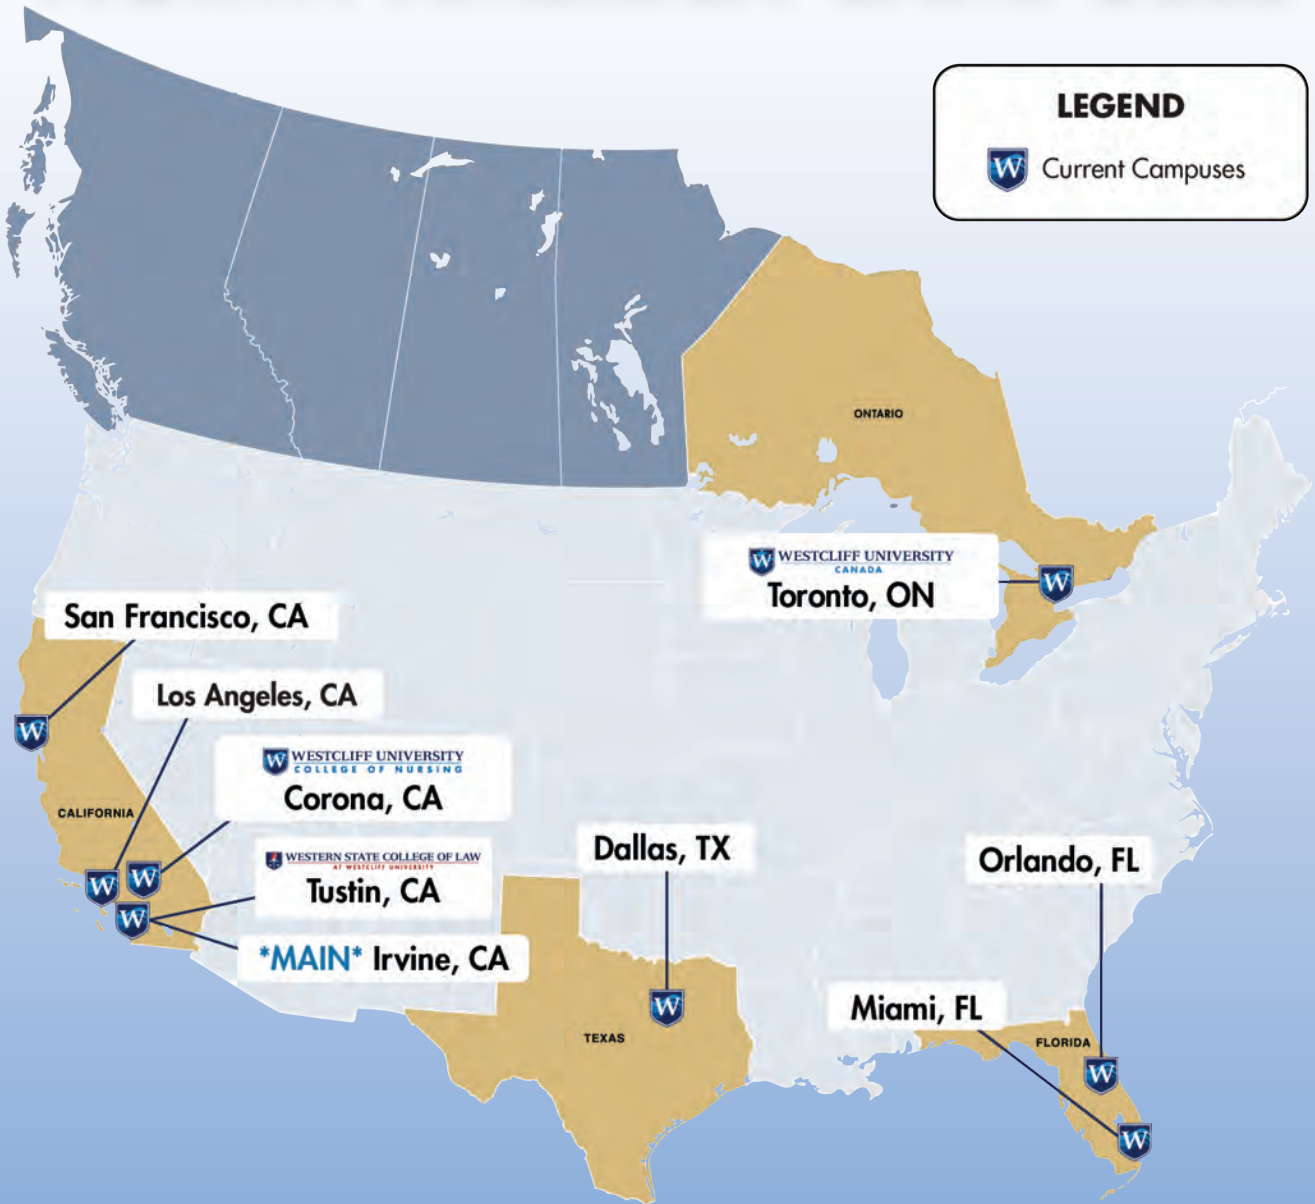 LEGEND
W Current Campuses
ONTARIO
W WESTCLIFF UNIVERSITY
CANADA
Toronto, ON
W
San Francisco, CA
Los Angeles, CA
W
W WESTCLIFF UNIVERSITY
COLLEGE OF NURSING
Corona, CA
CALIFORNIA
WESTERN STATE COLLEGE OF LAW
AT WESTCLIFF UNIVERSITY
Tustin, CA
W
W
W
*MAIN* Irvine, CA
Dallas, TX
W
TEXAS
Orlando, FL
Miami, FL
FLORIDA
W
W